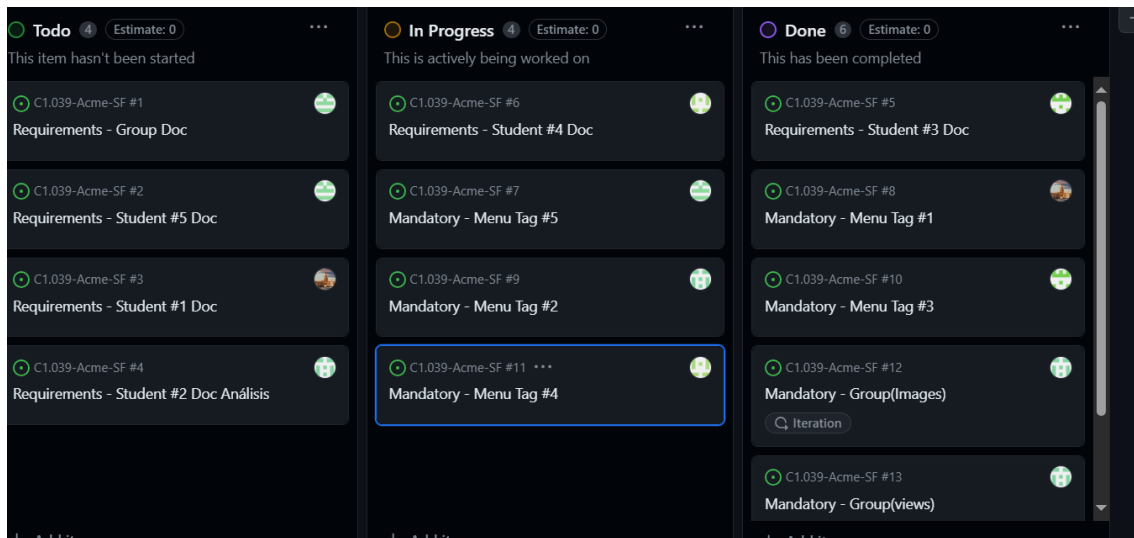 Todo 4 Estimate: 0
This item hasn't been started
C1.039-Acme-SF #1
Requirements - Group Doc
C1.039-Acme-SF #2
Requirements - Student #5 Doc
C1.039-Acme-SF #3
Requirements - Student #1 Doc
C1.039-Acme-SF #4
Requirements - Student #2 Doc Análisis
In Progress 4 Estimate: 0
This is actively being worked on
C1.039-Acme-SF #6
Requirements - Student #4 Doc
C1.039-Acme-SF #7
Mandatory - Menu Tag #5
C1.039-Acme-SF #9
Mandatory - Menu Tag #2
C1.039-Acme-SF #11
Mandatory - Menu Tag #4
Done 6 Estimate: 0
This has been completed
C1.039-Acme-SF #5
Requirements - Student #3 Doc
C1.039-Acme-SF #8
Mandatory - Menu Tag #1
C1.039-Acme-SF #10
Mandatory - Menu Tag #3
C1.039-Acme-SF #12
Mandatory - Group(Images)
Iteration
C1.039-Acme-SF #13
Mandatory - Group(views)